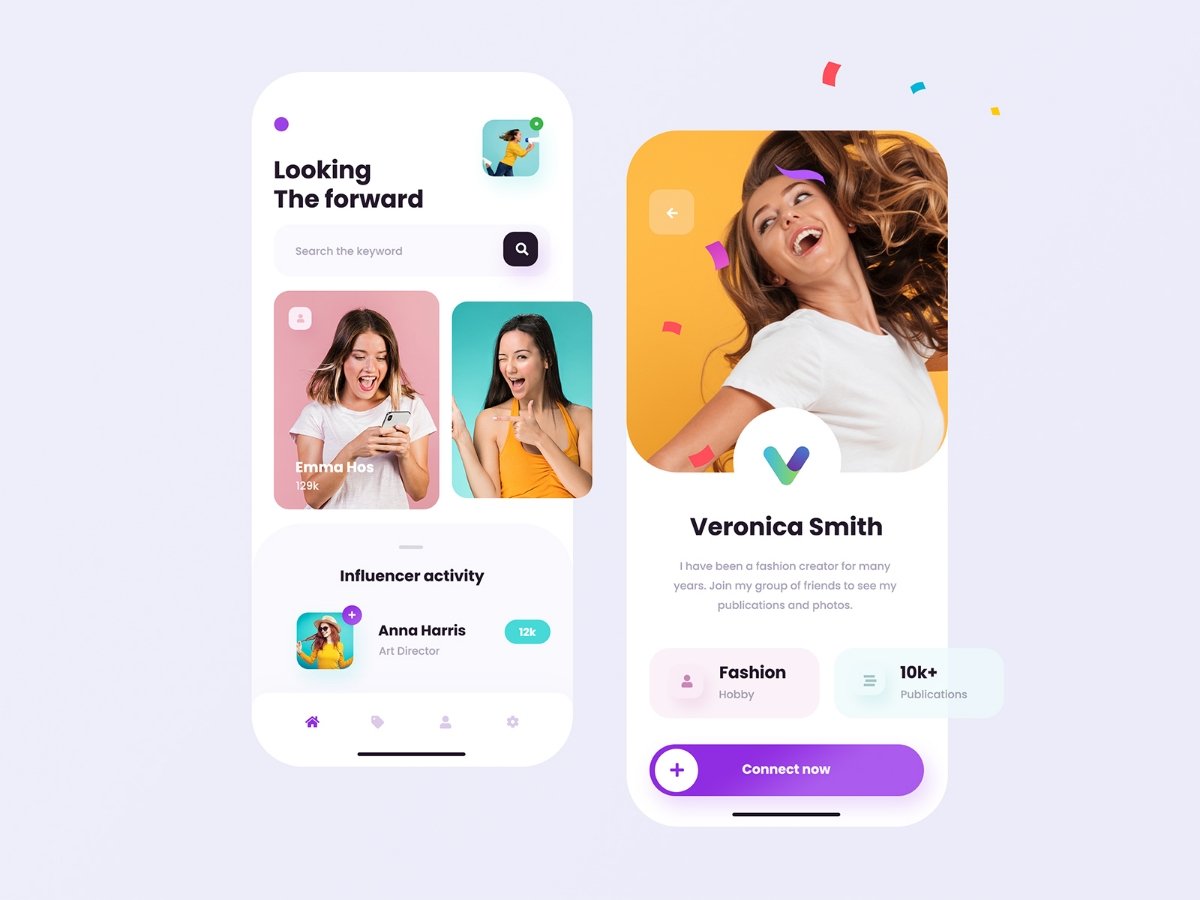 Looking
The forward
Search the keyword
Emma Hos
129k
Influencer activity
Anna Harris
12k
Art Director
Veronica Smith
I have been a fashion creator for many
years. Join my group of friends to see my
publications and photos.
Fashion
Hobby
10k+
Publications
Connect now